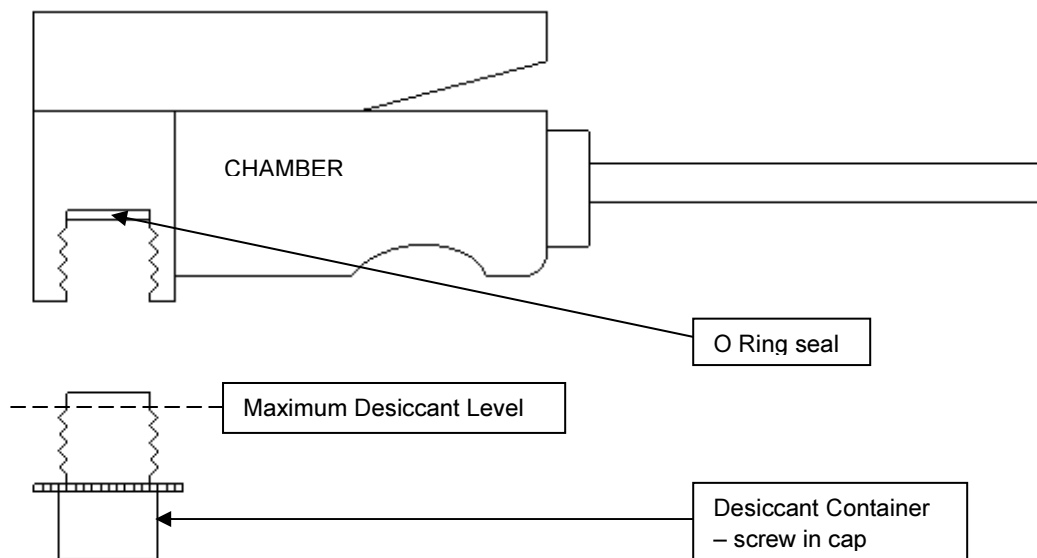 CHAMBER
O Ring seal
Maximum Desiccant Level
Desiccant Container
– screw in cap